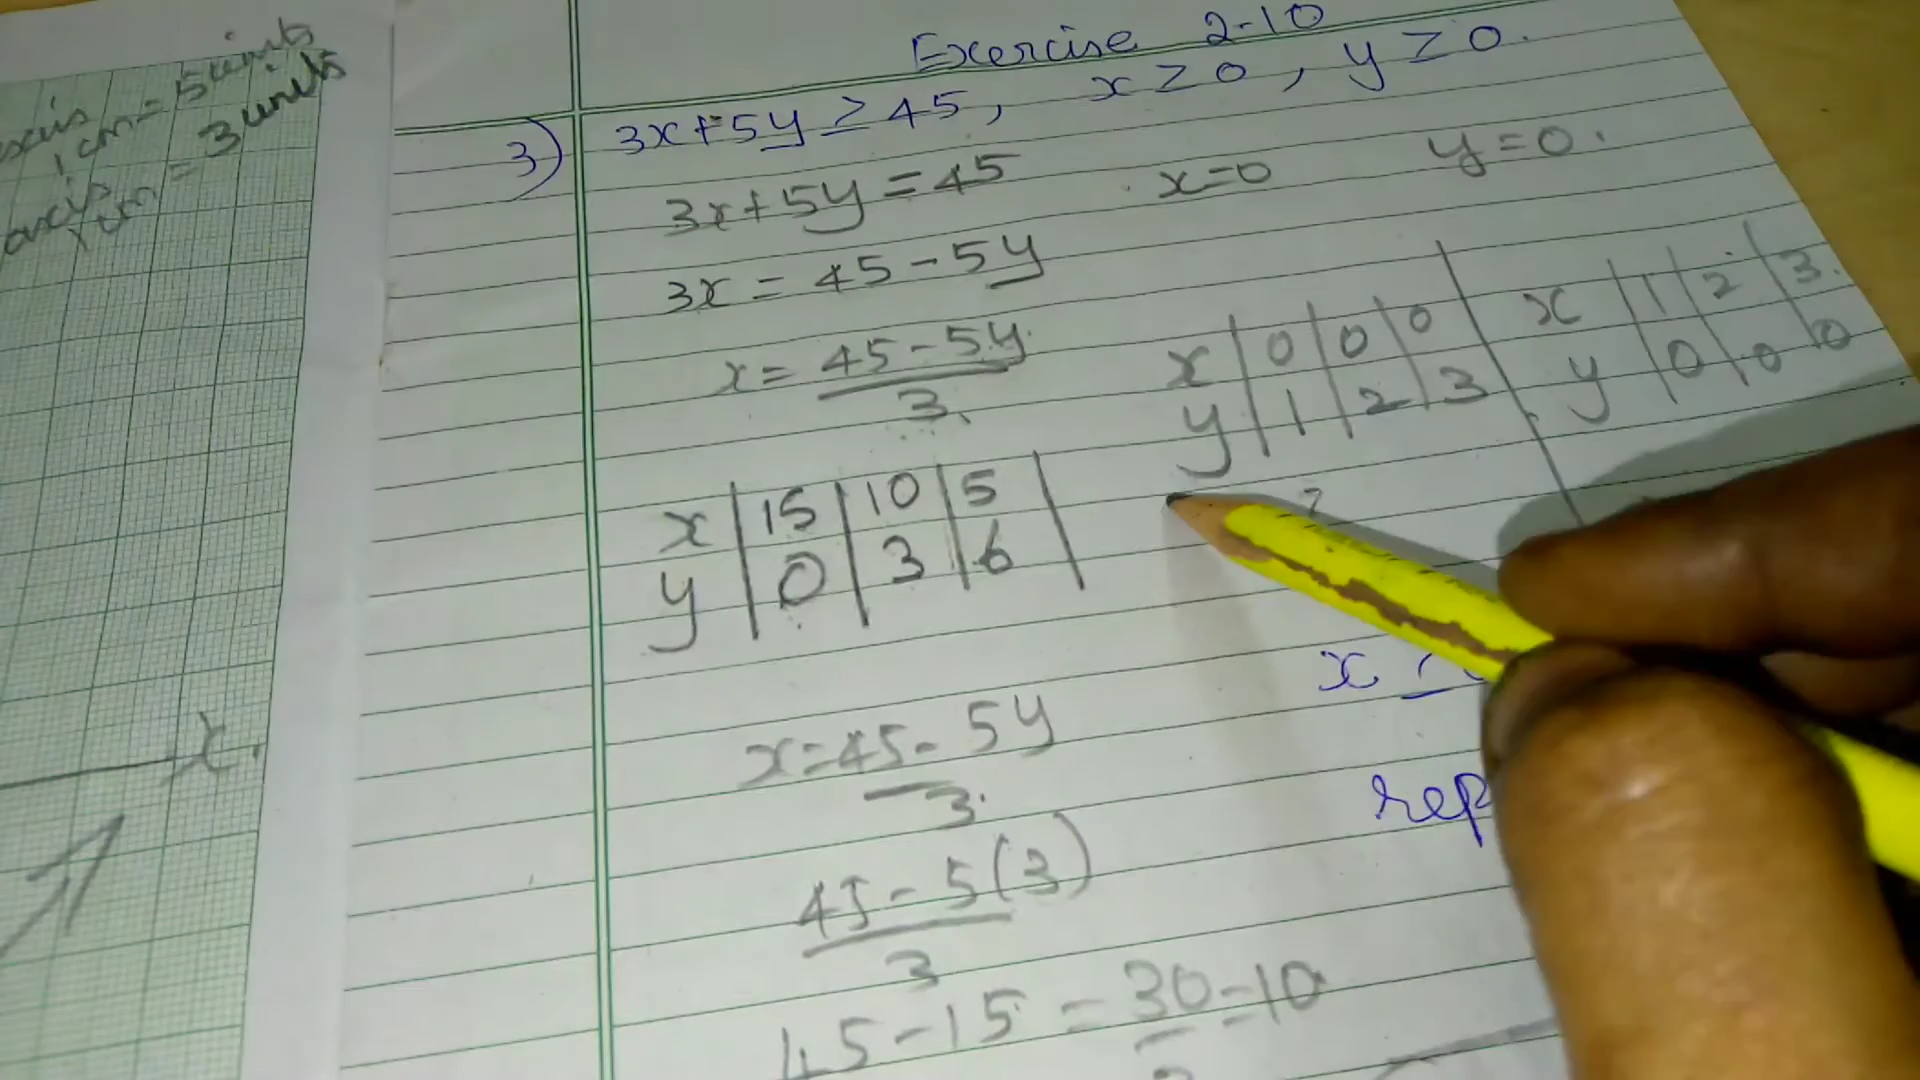 Exercise 2-10
3) 3x+5y ≥ 45, x ≥ 0, y ≥ 0.
3x+5y = 45 x=0 y=0.
3x = 45 - 5y
x = 45 - 5y / 3
x | 0 | 0 | 0
y | 1 | 2 | 3
x | 1 | 2 | 3
y | 0 | 0 | 0
x | 15 | 10 | 5
y | 0 | 3 | 6
x = 45 - 5y / 3
45 - 5(3) / 3
45 - 15 = 30 = 10
x
rep
1 cm = 5 units
1 cm = 3 units
x